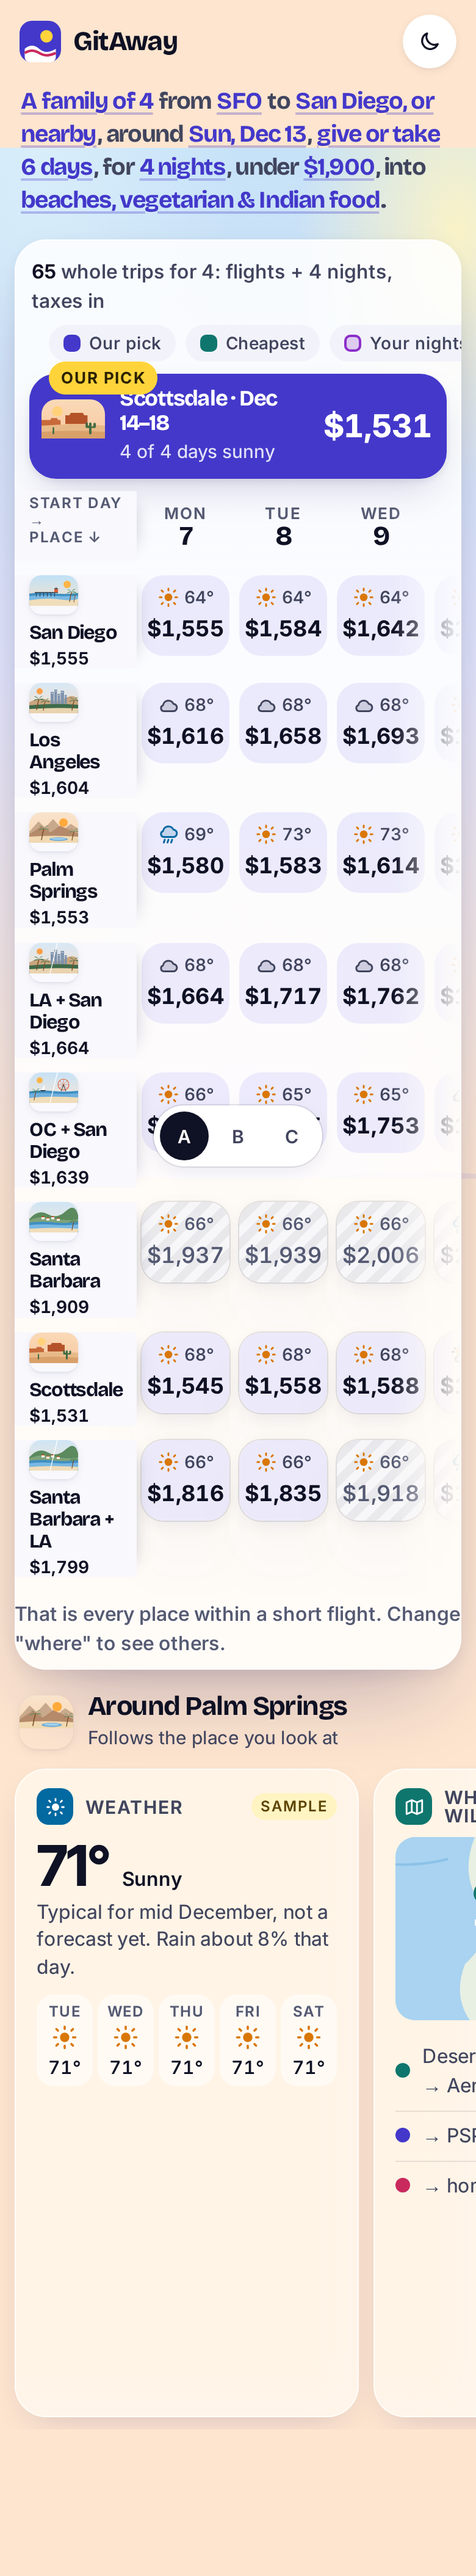 GitAway
A family of 4 from SFO to San Diego, or
nearby, around Sun, Dec 13, give or take
6 days, for 4 nights, under $1,900, into
beaches, vegetarian & Indian food.
65 whole trips for 4: flights + 4 nights,
taxes in
Our pick
Cheapest
Your nights
OUR PICK
Scottsdale · Dec
14–18
4 of 4 days sunny
$1,531
START DAY
→
PLACE ↓
MON
7
TUE
8
WED
9
San Diego
$1,555
64°
$1,555
64°
$1,584
64°
$1,642
Los
Angeles
$1,604
68°
$1,616
68°
$1,658
68°
$1,693
Palm
Springs
$1,553
69°
$1,580
73°
$1,583
73°
$1,614
LA + San
Diego
$1,664
68°
$1,664
68°
$1,717
68°
$1,762
OC + San
Diego
$1,639
66°
65°
65°
$1,753
A B C
Santa
Barbara
$1,909
66°
$1,937
66°
$1,939
66°
$2,006
Scottsdale
$1,531
68°
$1,545
68°
$1,558
68°
$1,588
Santa
Barbara +
LA
$1,799
66°
$1,816
66°
$1,835
66°
$1,918
That is every place within a short flight. Change
"where" to see others.
Around Palm Springs
Follows the place you look at
WEATHER
SAMPLE
71° Sunny
Typical for mid December, not a
forecast yet. Rain about 8% that
day.
TUE WED THU FRI SAT
71° 71° 71° 71° 71°
WH
WIL
Deser
→ Aer
→ PSP
→ hor